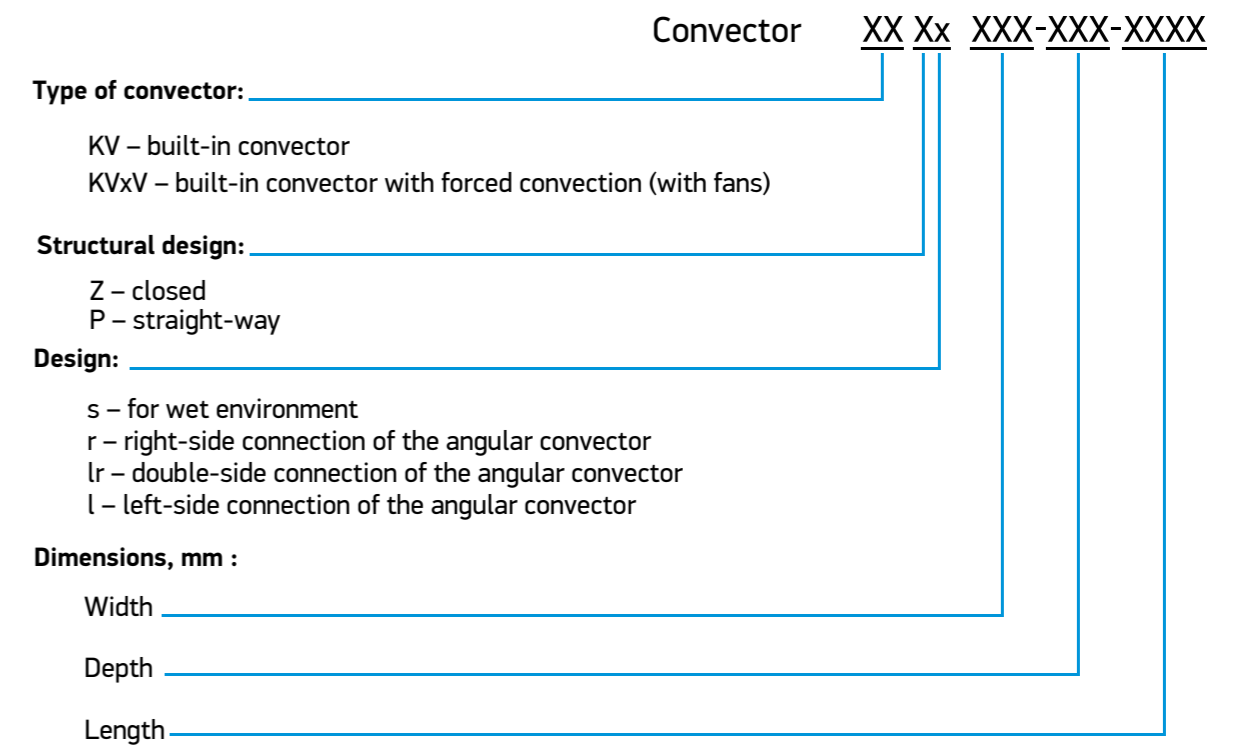 Convector XX Xx XXX-XXX-XXXX
Type of convector:
KV – built-in convector
KVxV – built-in convector with forced convection (with fans)
Structural design:
Z – closed
P – straight-way
Design:
s – for wet environment
r – right-side connection of the angular convector
lr – double-side connection of the angular convector
l – left-side connection of the angular convector
Dimensions, mm :
Width
Depth
Length